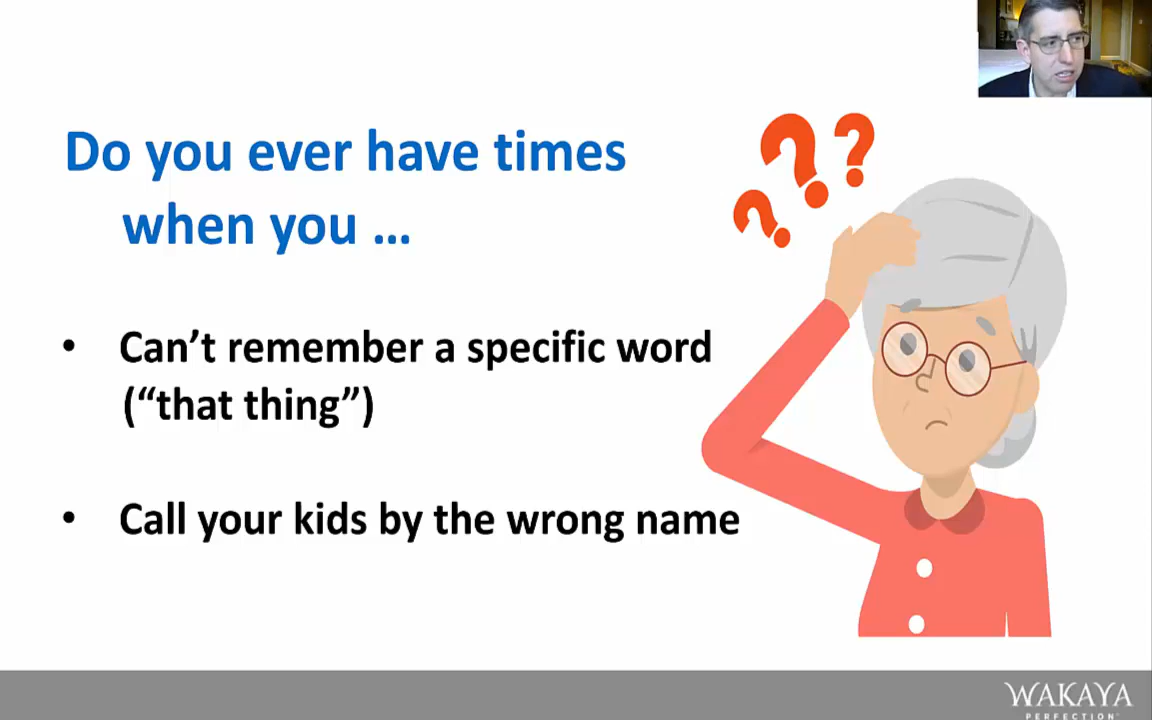 Do you ever have times
when you ...
• Can’t remember a specific word
(“that thing”)
• Call your kids by the wrong name
???
WAKAYA
PERFECTION